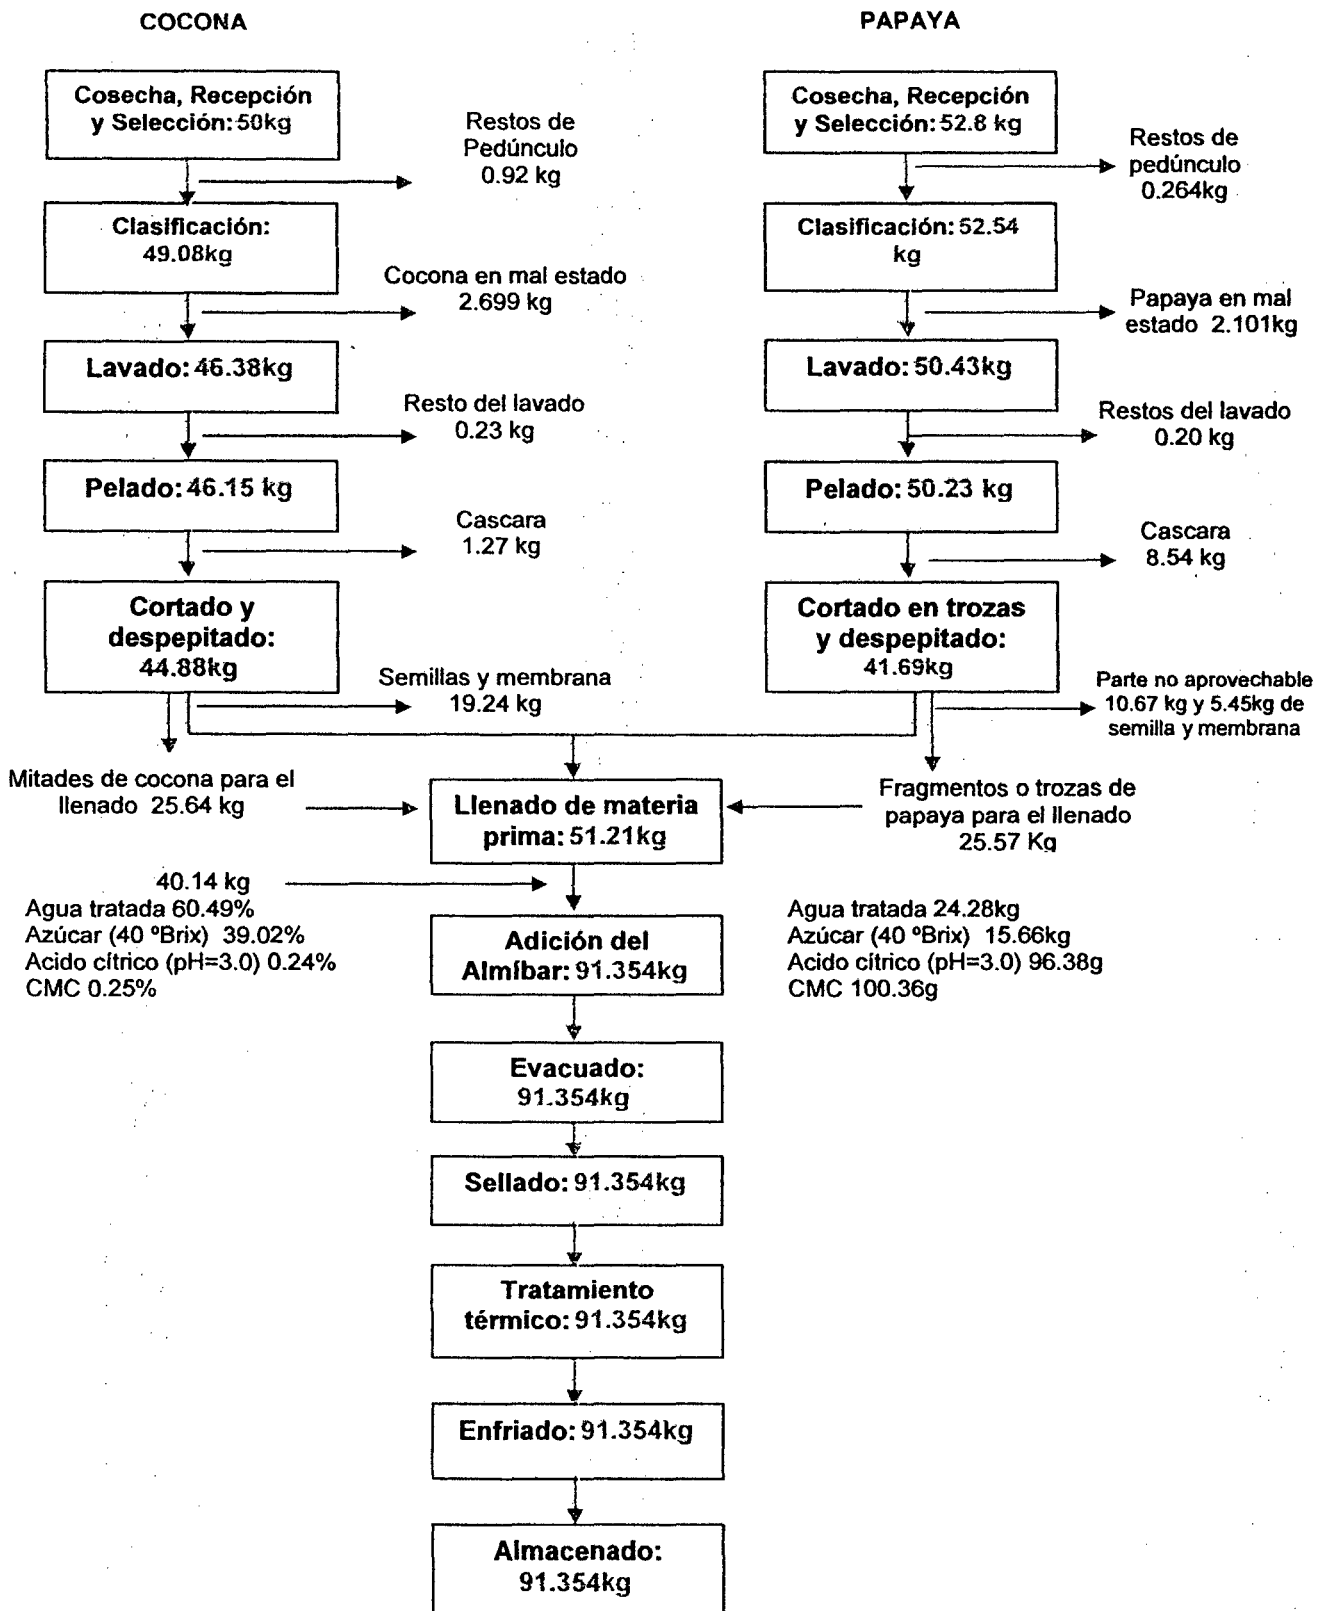 COCONA
Cosecha, Recepción
y Selección: 50kg
Restos de
Pedúnculo
0.92 kg
Clasificación:
49.08kg
Cocona en mal estado
2.699 kg
Lavado: 46.38kg
Resto del lavado
0.23 kg
Pelado: 46.15 kg
Cascara
1.27 kg
Cortado y
despepitado:
44.88kg
Semillas y membrana
19.24 kg
Mitades de cocona para el
llenado 25.64 kg
PAPAYA
Cosecha, Recepción
y Selección: 52.8 kg
Restos de
pedúnculo
0.264kg
Clasificación: 52.54
kg
Papaya en mal
estado 2.101kg
Lavado: 50.43kg
Restos del lavado
0.20 kg
Pelado: 50.23 kg
Cascara
8.54 kg
Cortado en trozas
y despepitado:
41.69kg
Parte no aprovechable
10.67 kg y 5.45kg de
semilla y membrana
Fragmentos o trozas de
papaya para el llenado
25.57 Kg
Llenado de materia
prima: 51.21kg
40.14 kg
Agua tratada 60.49%
Azúcar (40 ºBrix) 39.02%
Acido cítrico (pH=3.0) 0.24%
CMC 0.25%
Adición del
Almíbar: 91.354kg
Agua tratada 24.28kg
Azúcar (40 ºBrix) 15.66kg
Acido cítrico (pH=3.0) 96.38g
CMC 100.36g
Evacuado:
91.354kg
Sellado: 91.354kg
Tratamiento
térmico: 91.354kg
Enfriado: 91.354kg
Almacenado:
91.354kg